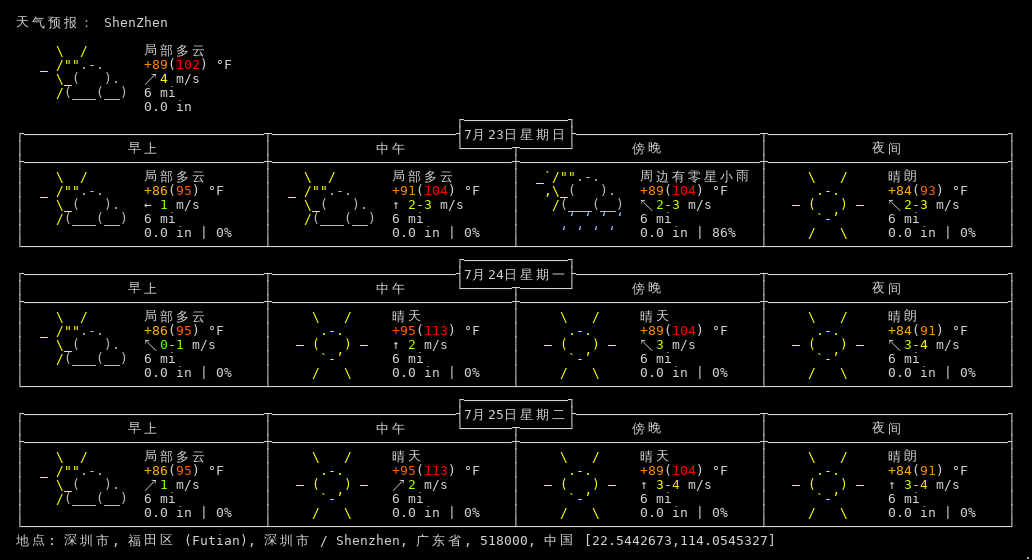 天气预报： ShenZhen
局部多云
+89(102) °F
↗4 m/s
6 mi
0.0 in
7月23日星期日
早上 中午 傍晚 夜间
局部多云 局部多云 周边有零星小雨 晴朗
+86(95) °F +91(104) °F +89(104) °F +84(93) °F
← 1 m/s ↑ 2-3 m/s ↖2-3 m/s ↖2-3 m/s
6 mi 6 mi 6 mi 6 mi
0.0 in | 0% 0.0 in | 0% 0.0 in | 86% 0.0 in | 0%
7月24日星期一
早上 中午 傍晚 夜间
局部多云 晴天 晴天 晴朗
+86(95) °F +95(113) °F +89(104) °F +84(91) °F
↖0-1 m/s ↑ 2 m/s ↖3 m/s ↖3-4 m/s
6 mi 6 mi 6 mi 6 mi
0.0 in | 0% 0.0 in | 0% 0.0 in | 0% 0.0 in | 0%
7月25日星期二
早上 中午 傍晚 夜间
局部多云 晴天 晴天 晴朗
+86(95) °F +95(113) °F +89(104) °F +84(91) °F
↗1 m/s ↗2 m/s ↑ 3-4 m/s ↑ 3-4 m/s
6 mi 6 mi 6 mi 6 mi
0.0 in | 0% 0.0 in | 0% 0.0 in | 0% 0.0 in | 0%
地点: 深圳市, 福田区 (Futian), 深圳市 / Shenzhen, 广东省, 518000, 中国 [22.5442673,114.0545327]